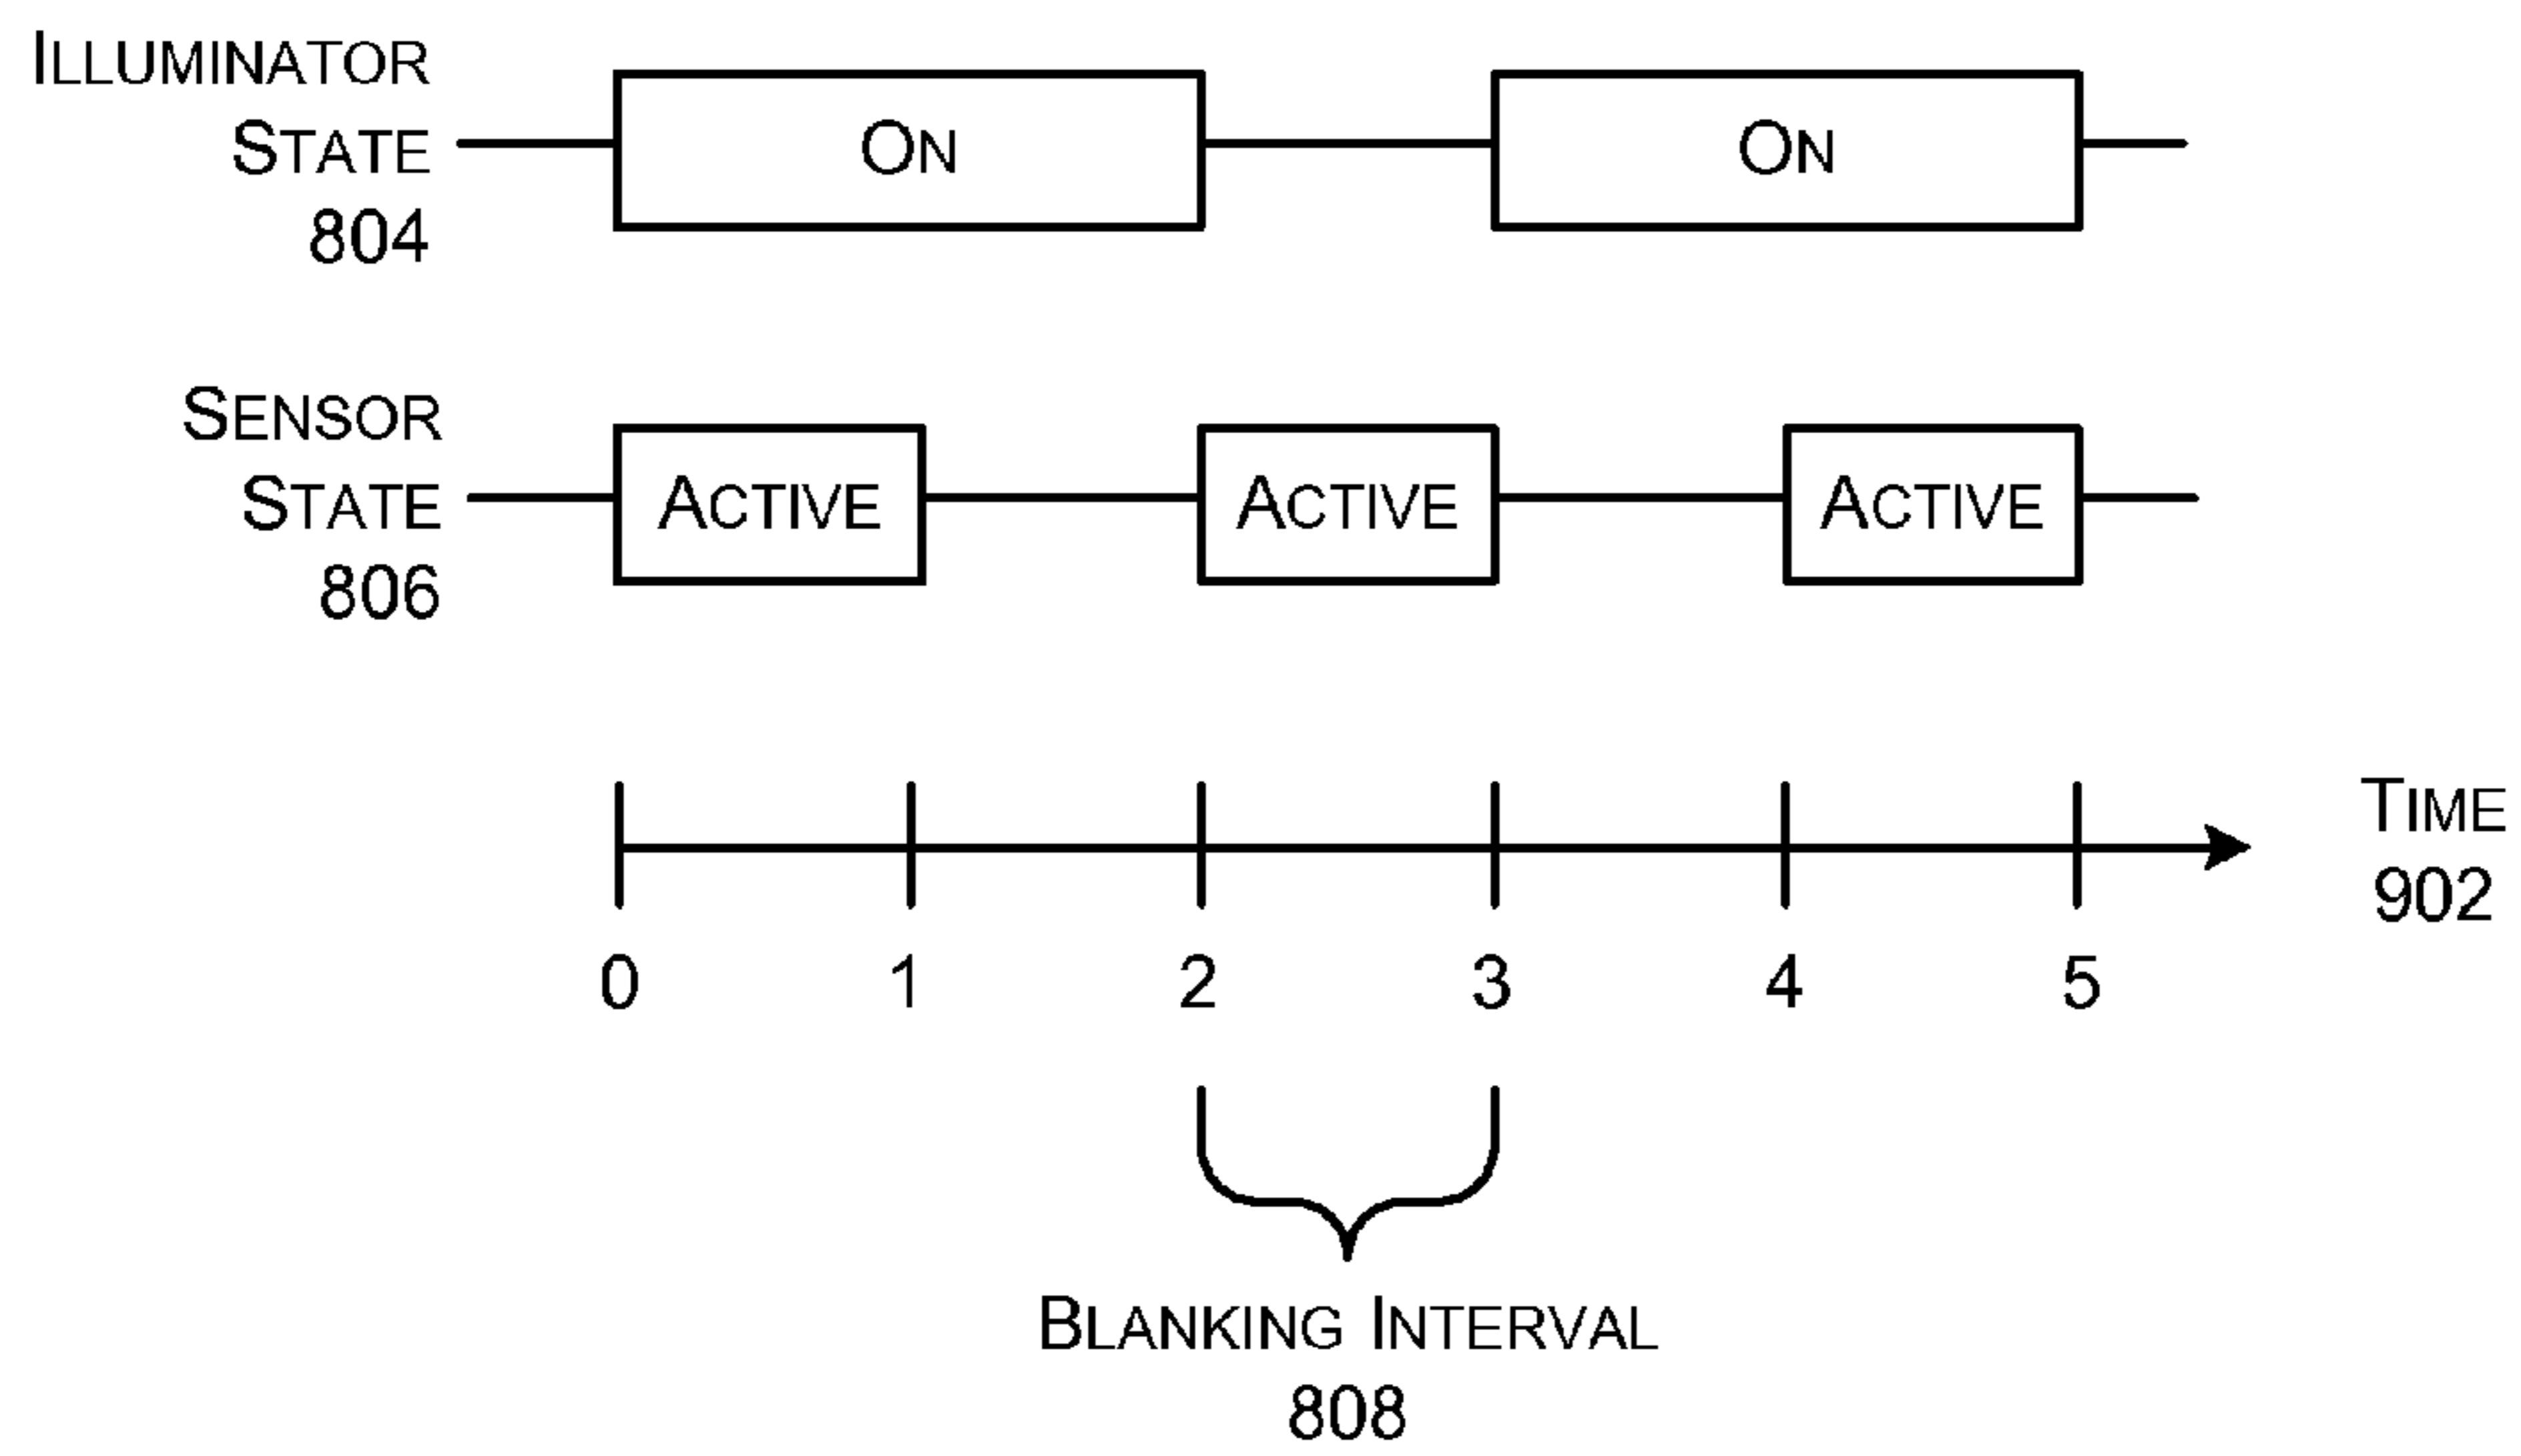 ILLUMINATOR
STATE
804
ON
ON
SENSOR
STATE
806
ACTIVE
ACTIVE
ACTIVE
TIME
902
0 1 2 3 4 5
BLANKING INTERVAL
808